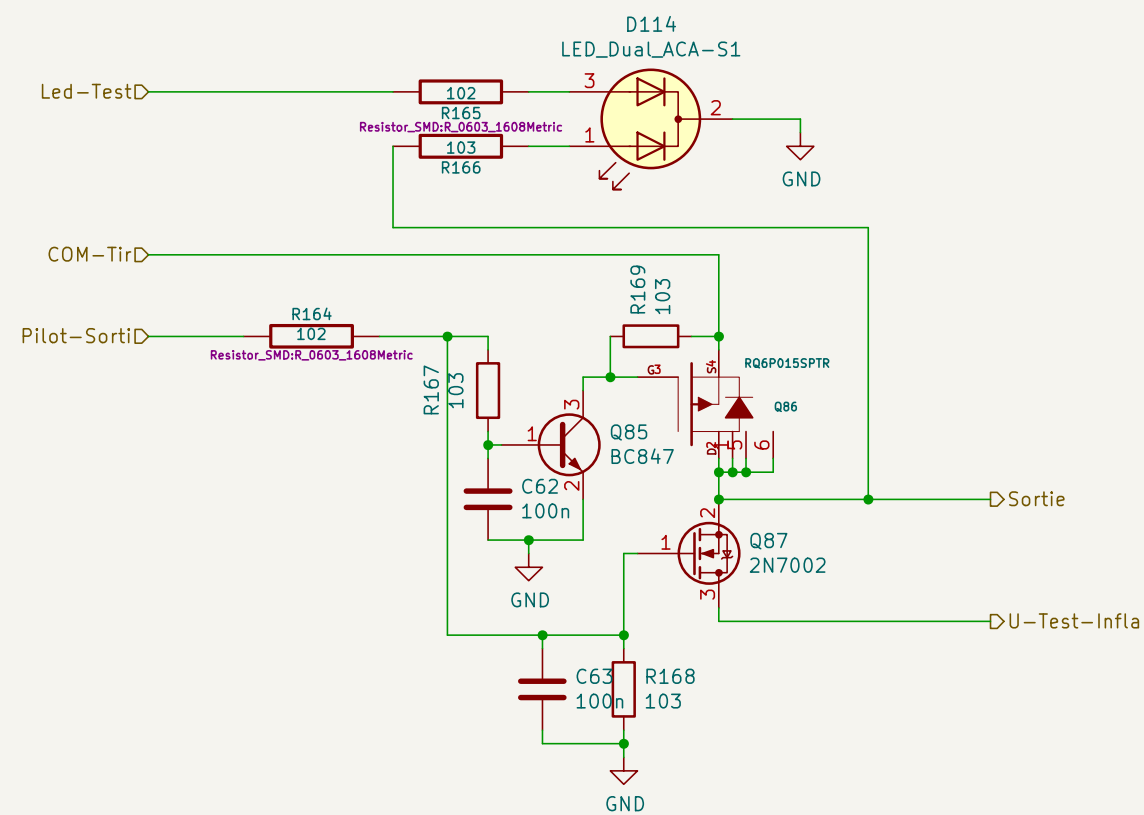 D114
LED_Dual_ACA-S1
Led-Test
102
R165
3
2
Resistor_SMD:R_0603_1608Metric
103
R166
1
GND
COM-Tir
R169
103
Pilot-Sorti
R164
102
Resistor_SMD:R_0603_1608Metric
S4
RQ6P015SPTR
G3
Q86
R167
103
3
1
Q85
BC847
2
D2
1
5
6
C62
100n
Sortie
2
1
Q87
2N7002
3
GND
U-Test-Infla
C63
100n
R168
103
GND